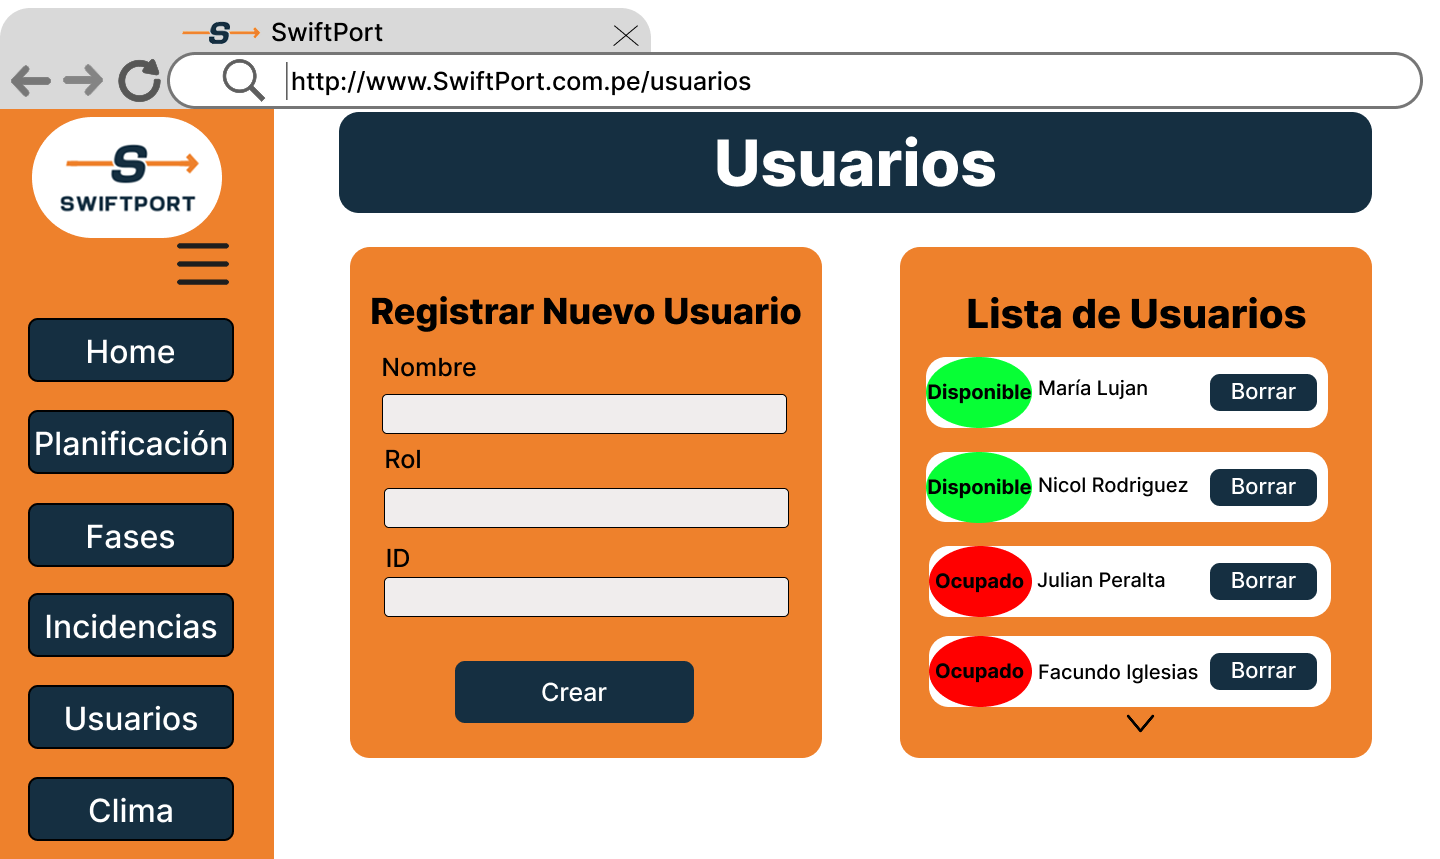 SwiftPort
http://www.SwiftPort.com.pe/usuarios
S
SWIFTPORT
Home
Planificación
Fases
Incidencias
Usuarios
Clima
Usuarios
Registrar Nuevo Usuario
Nombre
Rol
ID
Crear
Lista de Usuarios
Disponible María Lujan Borrar
Disponible Nicol Rodriguez Borrar
Ocupado Julian Peralta Borrar
Ocupado Facundo Iglesias Borrar